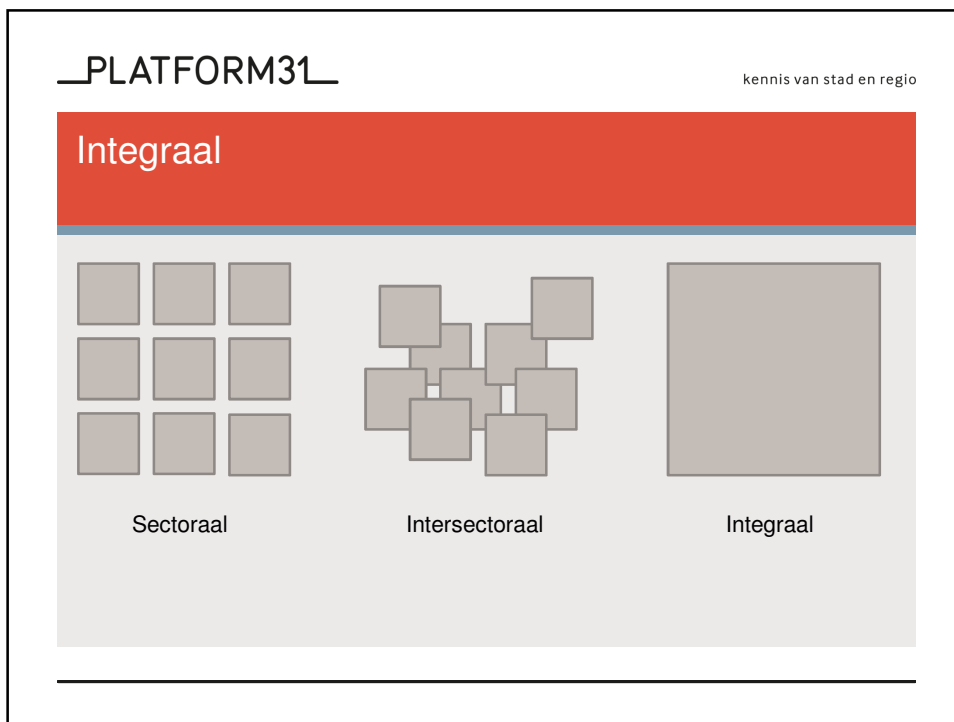 PLATFORM31
kennis van stad en regio
Integraal
Sectoraal
Intersectoraal
Integraal